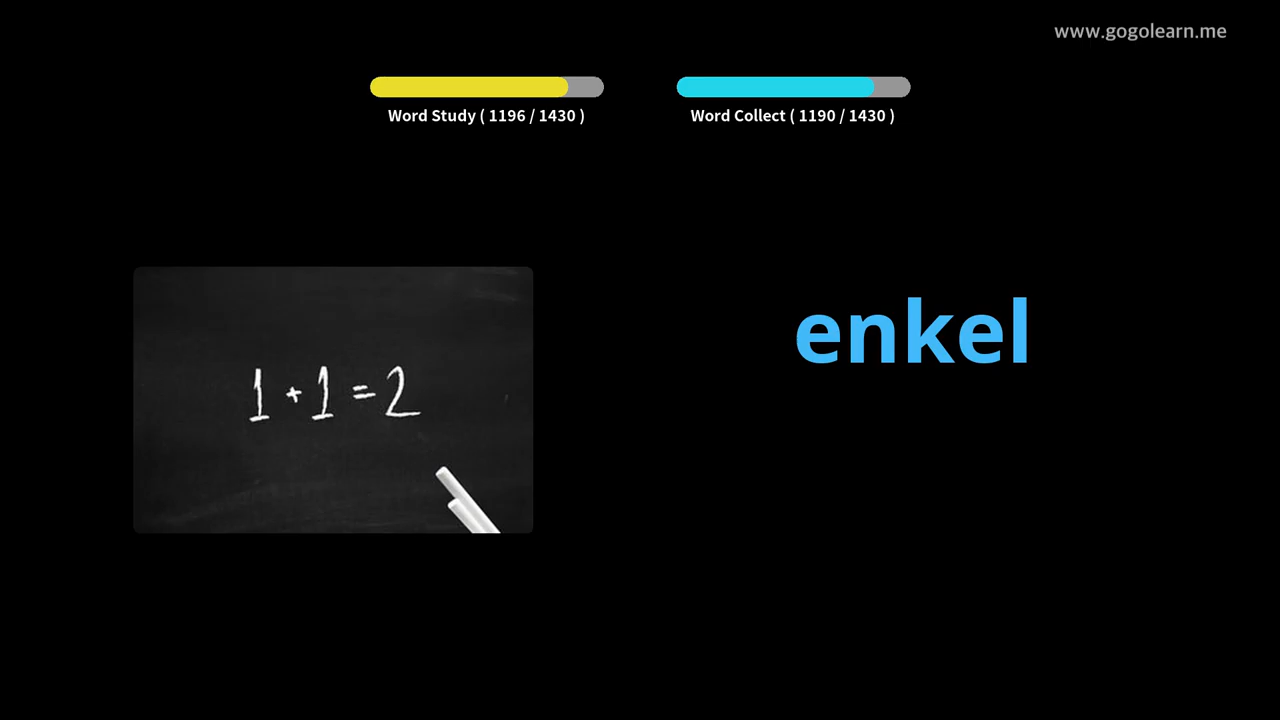 www.gogolearn.me
Word Study ( 1196 / 1430 )
Word Collect ( 1190 / 1430 )
enkel
1 + 1 = 2